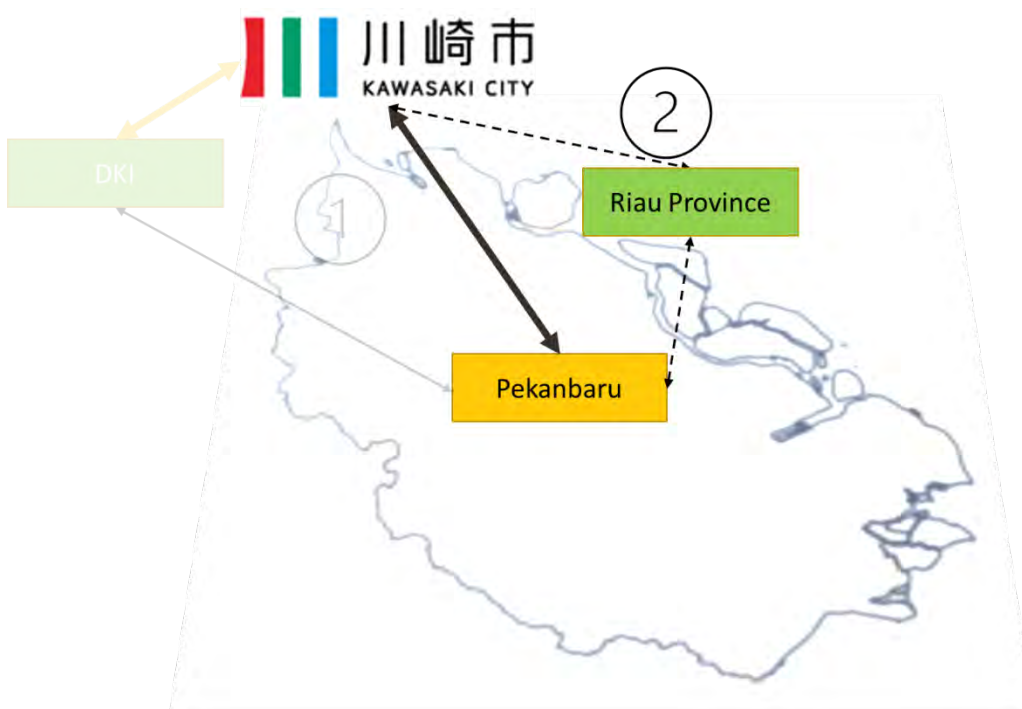 川崎市
KAWASAKI CITY
2
DKI
Riau Province
1
Pekanbaru